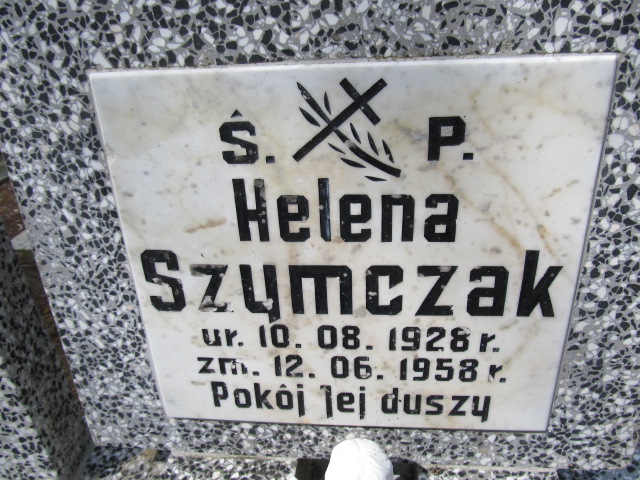 Ś. P.
Helena
Szymczak
ur. 10. 08. 1928 r.
zm. 12. 06. 1958 r.
Pokój Jej duszy